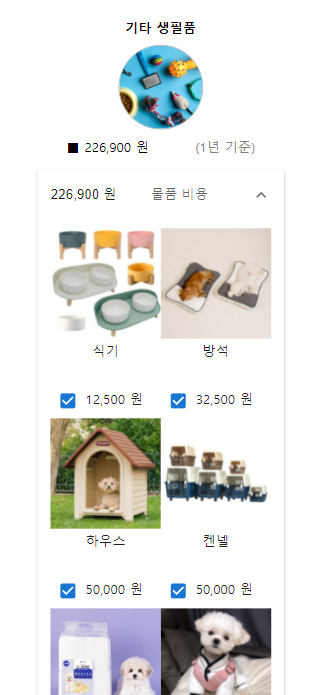 기타 생필품
■ 226,900 원 (1년 기준)
226,900 원 물품 비용
식기 방석
12,500 원 32,500 원
하우스 켄넬
50,000 원 50,000 원